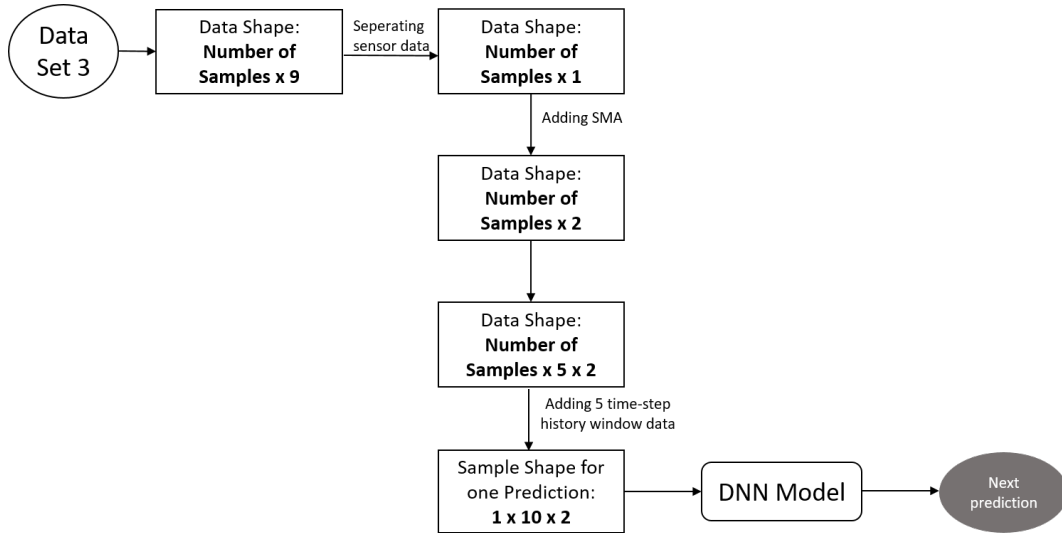 Data
Set 3
Data Shape:
Number of
Samples x 9
Seperating
sensor data
Data Shape:
Number of
Samples x 1
Adding SMA
Data Shape:
Number of
Samples x 2
Data Shape:
Number of
Samples x 5 x 2
Adding 5 time-step
history window data
Sample Shape for
one Prediction:
1 x 10 x 2
DNN Model
Next
prediction